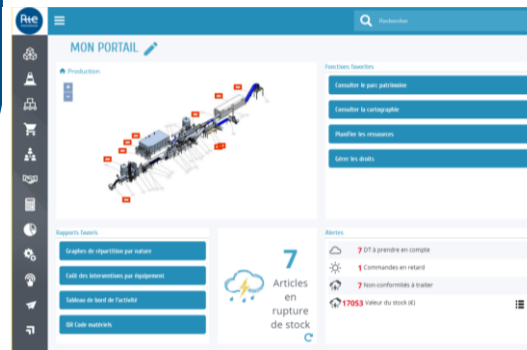 Rte
Rechercher
MON PORTAIL
Production
Fonctions favorites
Consulter le parc patrimoine
Consulter la cartographie
Planifier les ressources
Gérer les droits
Rapports favoris
Graphes de répartition par nature
Coût des interventions par équipement
Tableau de bord de l'activité
QR Code matériels
7
Articles
en
rupture
de stock
Alertes
7 DT à prendre en compte
1 Commandes en retard
7 Non-conformités à traiter
17053 Valeur du stock (€)